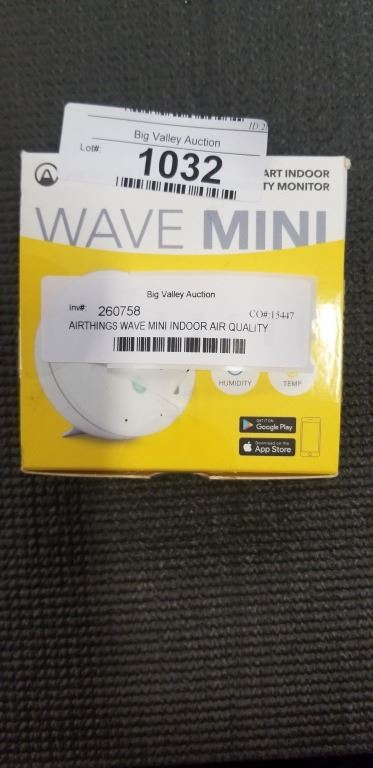 Big Valley Auction
Lot#: 1032
ART INDOOR
TY MONITOR
WAVE MINI
Big Valley Auction
Inv#: 260758
CO#:15447
AIRTHINGS WAVE MINI INDOOR AIR QUALITY
HUMIDITY
TEMP
GET IT ON
Google Play
Download on the
App Store